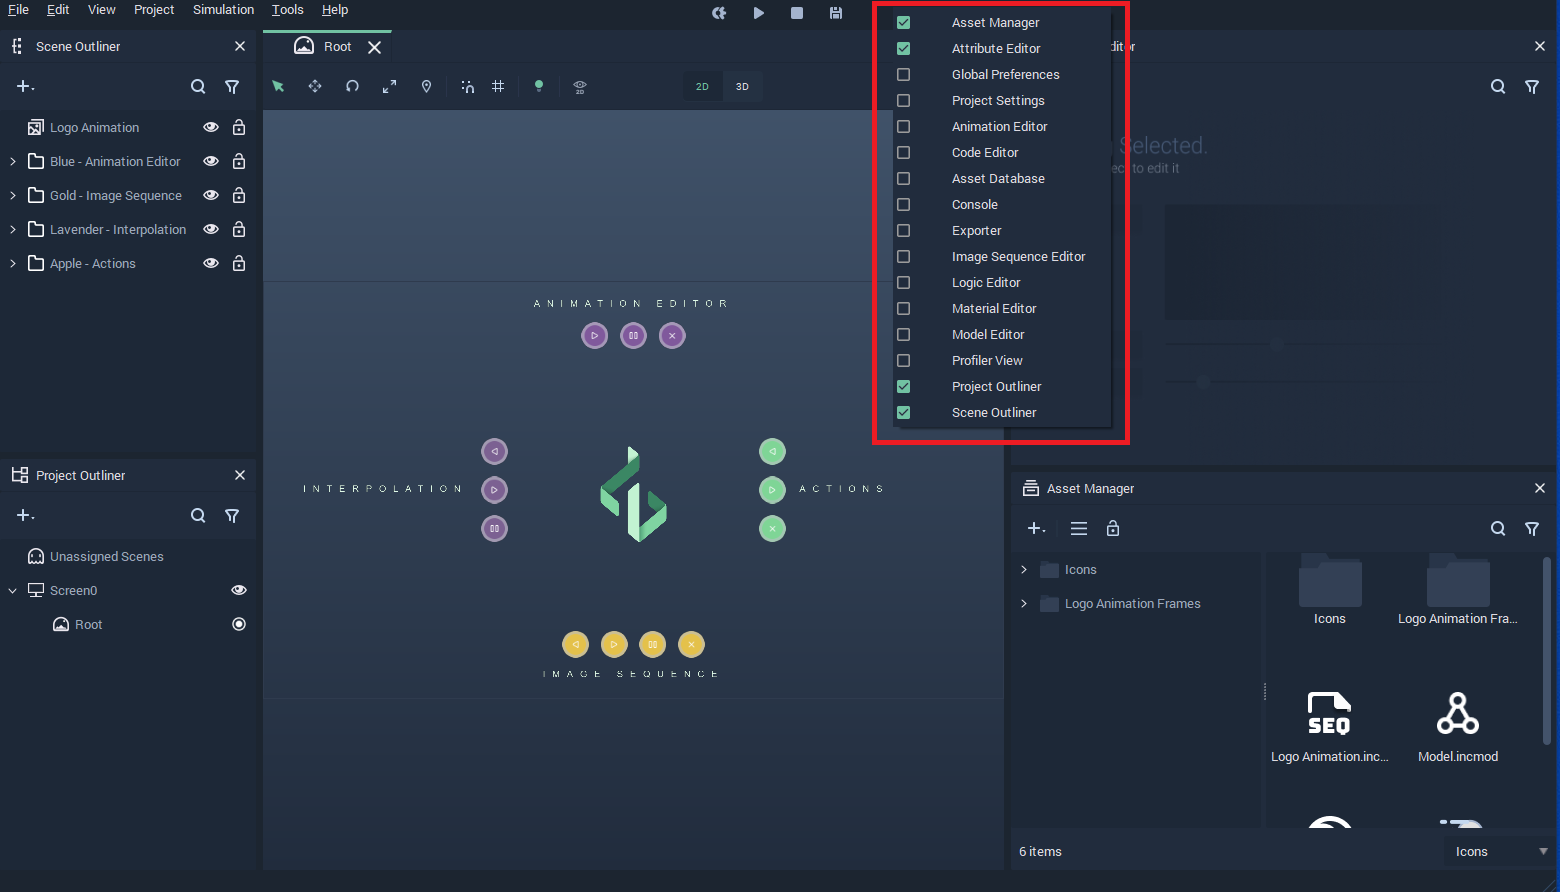 File Edit View Project Simulation Tools Help
Scene Outliner
Logo Animation
Blue - Animation Editor
Gold - Image Sequence
Lavender - Interpolation
Apple - Actions
Project Outliner
Unassigned Scenes
Screen0
Root
Root
2D 3D
2D
ANIMATION EDITOR
INTERPOLATION
ACTIONS
IMAGE SEQUENCE
Asset Manager
Attribute Editor
Global Preferences
Project Settings
Animation Editor
Code Editor
Asset Database
Console
Exporter
Image Sequence Editor
Logic Editor
Material Editor
Model Editor
Profiler View
Project Outliner
Scene Outliner
ditor
Selected.
ect to edit it
Asset Manager
Icons
Logo Animation Frames
Icons
Logo Animation Fra...
SEQ
Logo Animation.inc...
Model.incmod
6 items
Icons